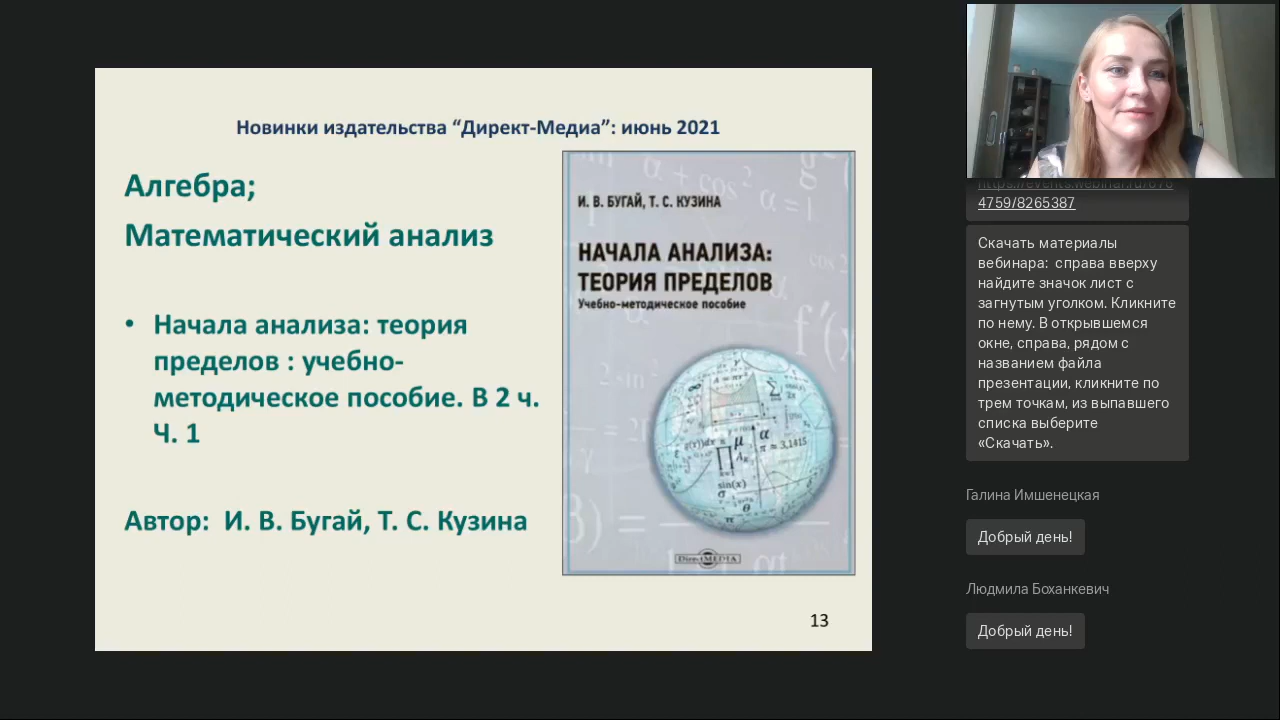 Новинки издательства “Директ-Медиа”: июнь 2021
Алгебра;
Математический анализ
• Начала анализа: теория
пределов : учебно-
методическое пособие. В 2 ч.
Ч. 1
Автор: И. В. Бугай, Т. С. Кузина
И. В. БУГАЙ, Т. С. КУЗИНА
НАЧАЛА АНАЛИЗА:
ТЕОРИЯ ПРЕДЕЛОВ
Учебно-методическое пособие
DirectMEDIA
13
4759/8265387
Скачать материалы
вебинара: справа вверху
найдите значок лист с
загнутым уголком. Кликните
по нему. В открывшемся
окне, справа, рядом с
названием файла
презентации, кликните по
трем точкам, из выпавшего
списка выберите
«Скачать».
Галина Имшенецкая
Добрый день!
Людмила Боханкевич
Добрый день!